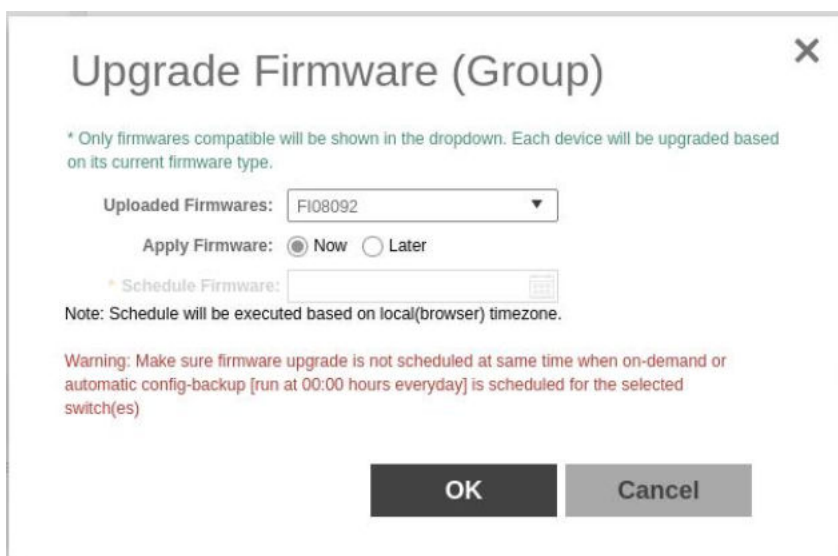 Upgrade Firmware (Group)
* Only firmwares compatible will be shown in the dropdown. Each device will be upgraded based
on its current firmware type.
Uploaded Firmwares: FI08092
Apply Firmware: Now Later
* Schedule Firmware:
Note: Schedule will be executed based on local(browser) timezone.
Warning: Make sure firmware upgrade is not scheduled at same time when on-demand or
automatic config-backup [run at 00:00 hours everyday] is scheduled for the selected
switch(es)
OK Cancel